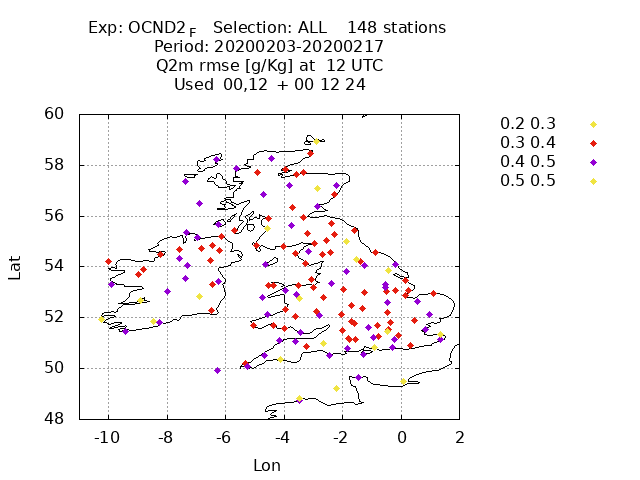 Exp: OCND2 F Selection: ALL 148 stations
Period: 20200203-20200217
Q2m rmse [g/Kg] at 12 UTC
Used 00,12 + 00 12 24
60
58
56
54
52
50
48
Lat
-10 -8 -6 -4 -2 0 2
Lon
0.2 0.3
0.3 0.4
0.4 0.5
0.5 0.5